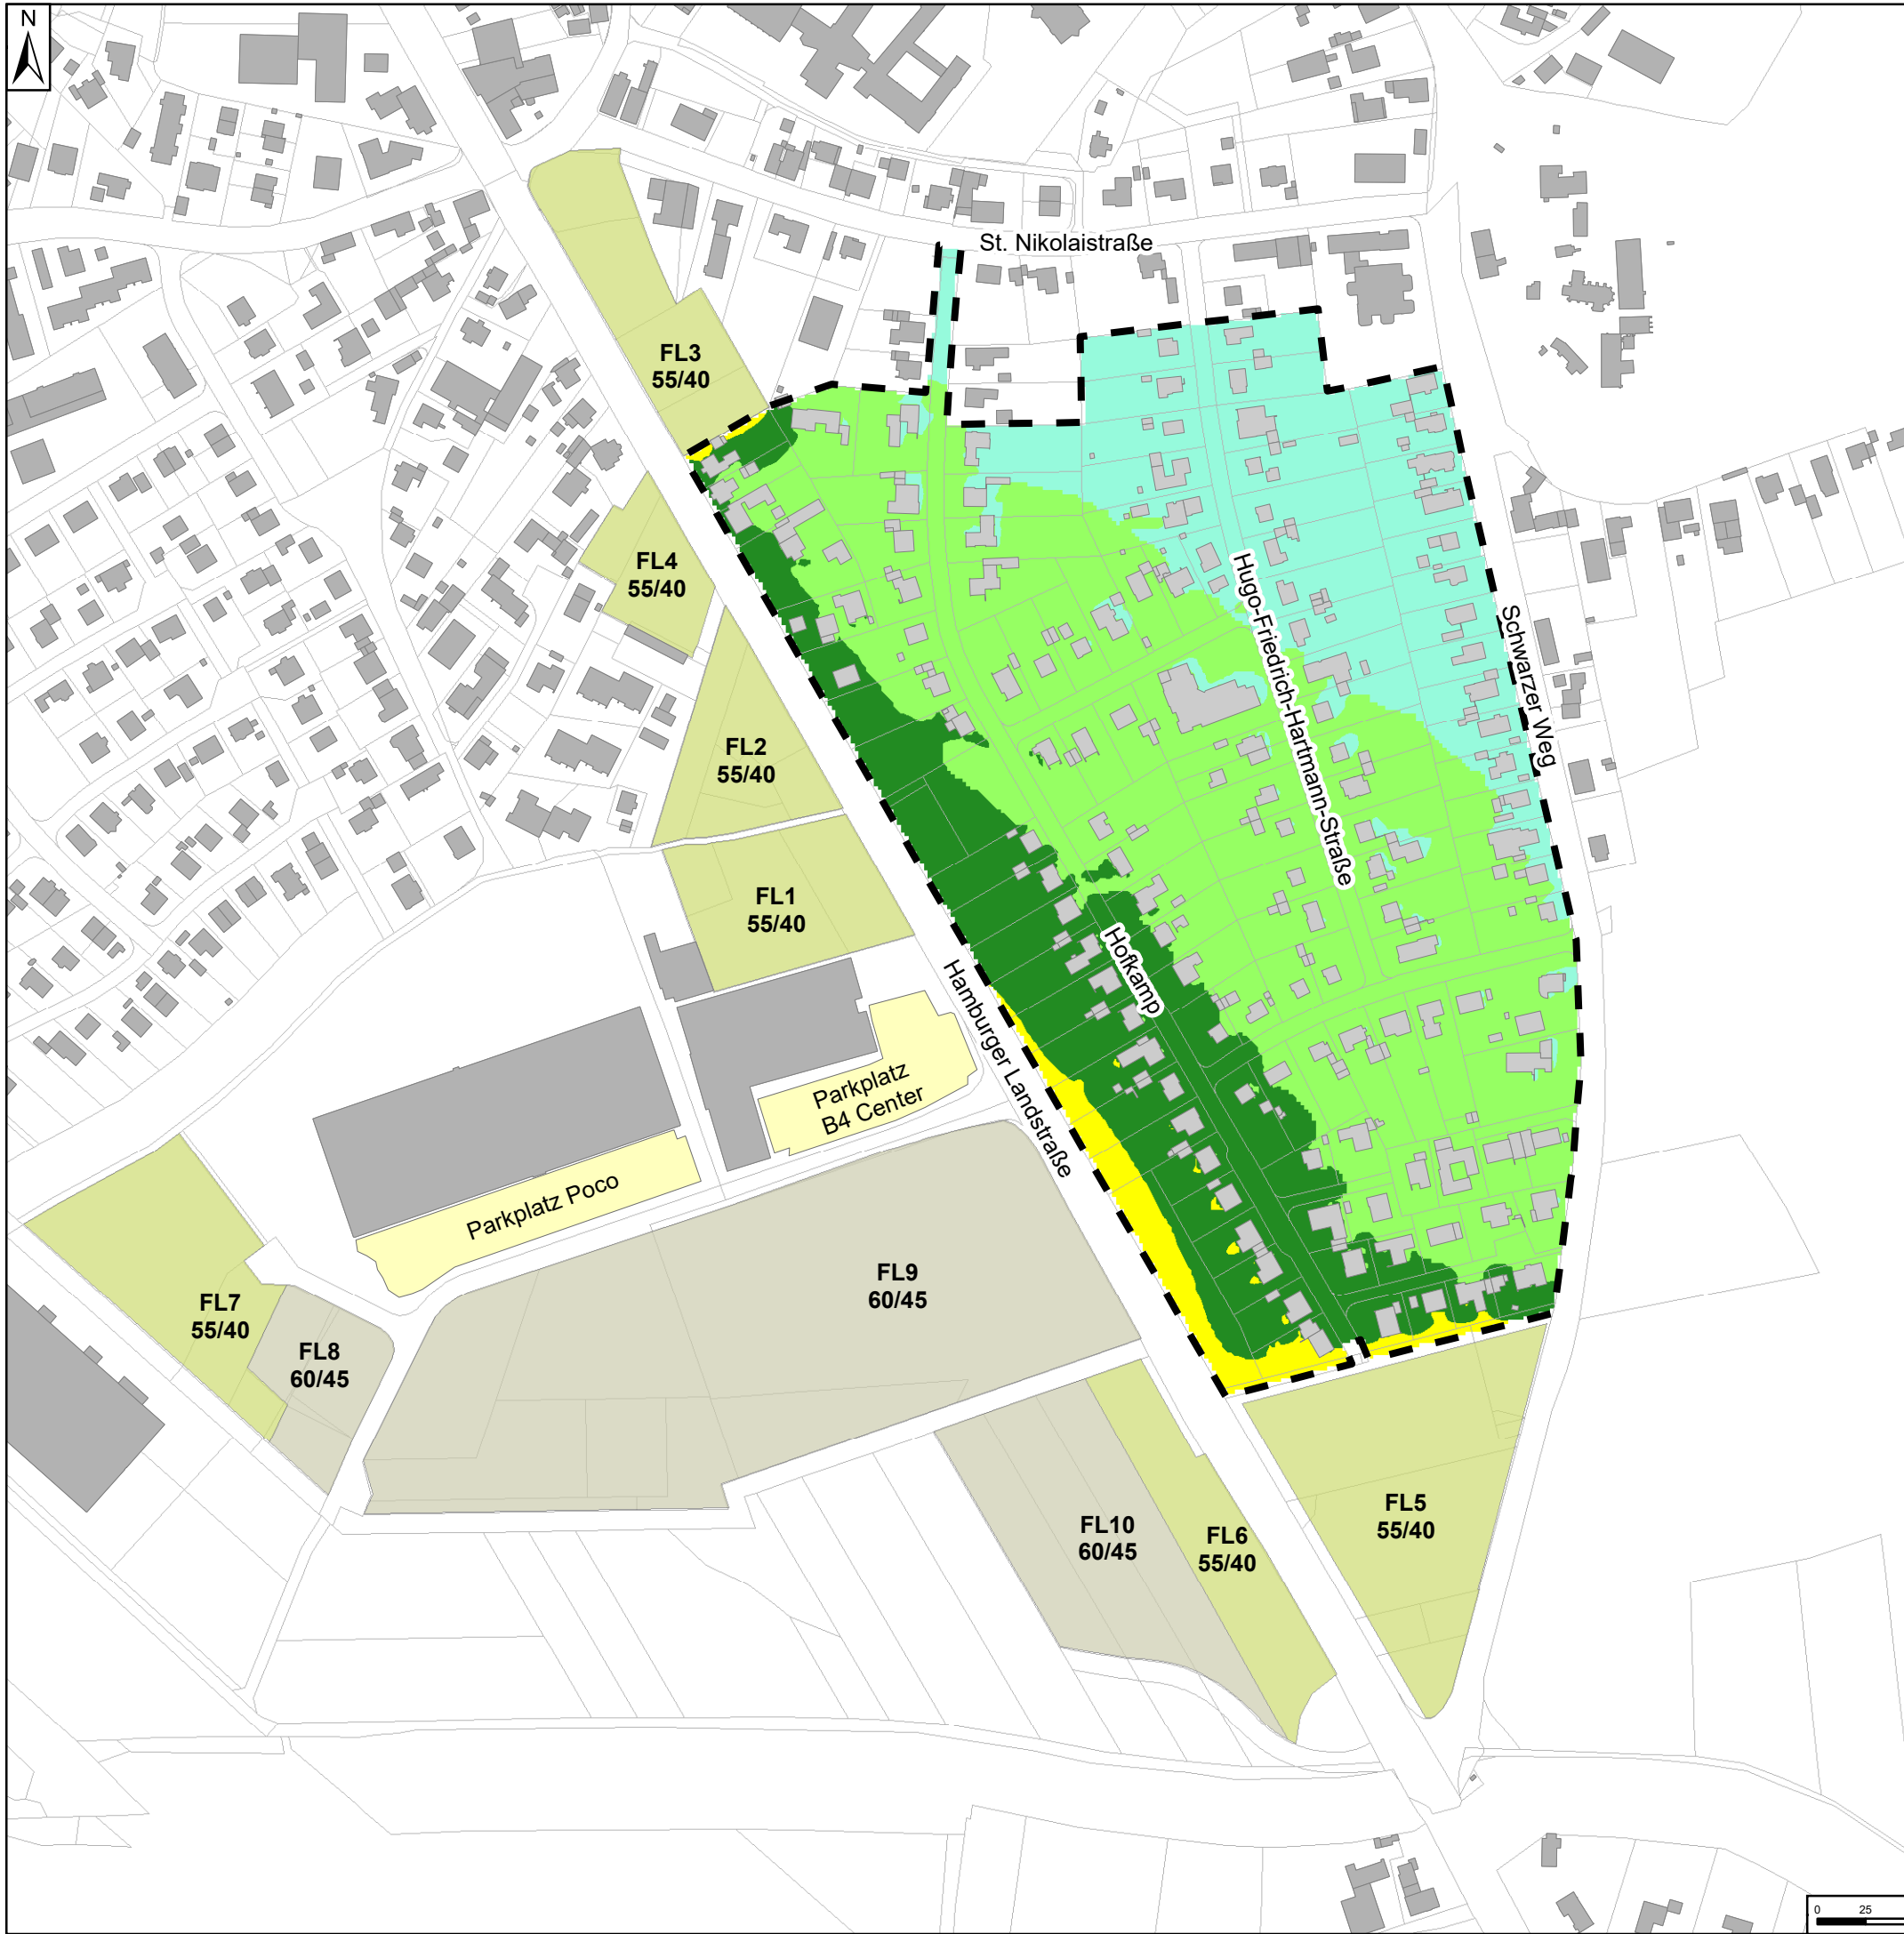 N
St. Nikolaistraße
FL3
55/40
FL4
55/40
Hugo-Friedrich-Hartmann-Straße
Schwarzer Weg
FL2
55/40
FL1
55/40
Hofkamp
Hamburger Landstraße
Parkplatz
B4 Center
Parkplatz Poco
FL9
60/45
FL7
55/40
FL8
60/45
FL5
55/40
FL10
60/45
FL6
55/40
0 25